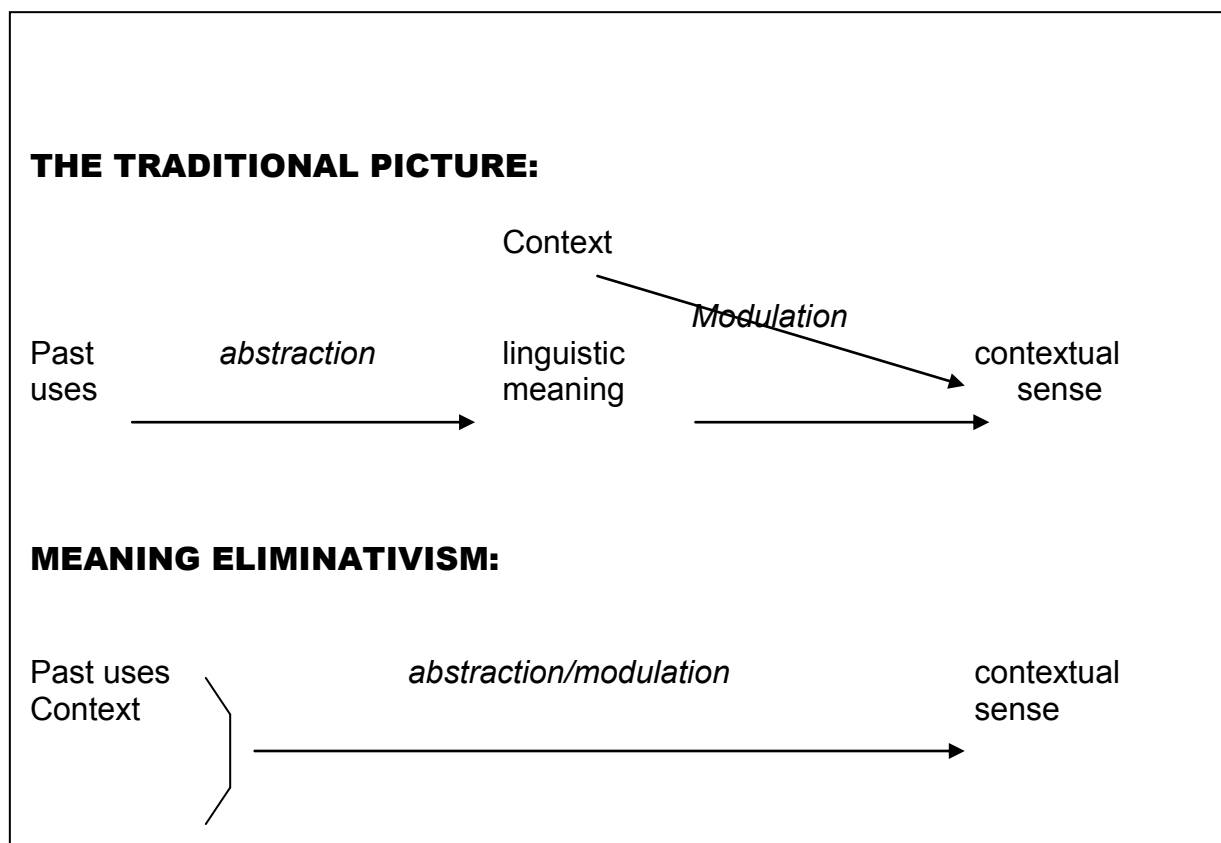 THE TRADITIONAL PICTURE:
Context
Modulation
Past abstraction linguistic contextual
uses meaning sense
MEANING ELIMINATIVISM:
Past uses abstraction/modulation contextual
Context sense